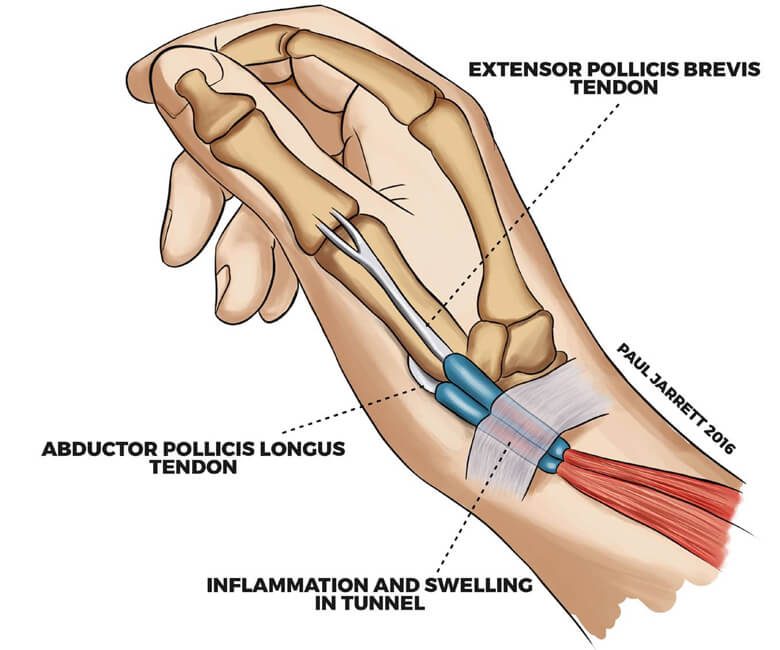 EXTENSOR POLLICIS BREVIS
TENDON
PAUL JARRETT 2016
ABDUCTOR POLLICIS LONGUS
TENDON
INFLAMMATION AND SWELLING
IN TUNNEL